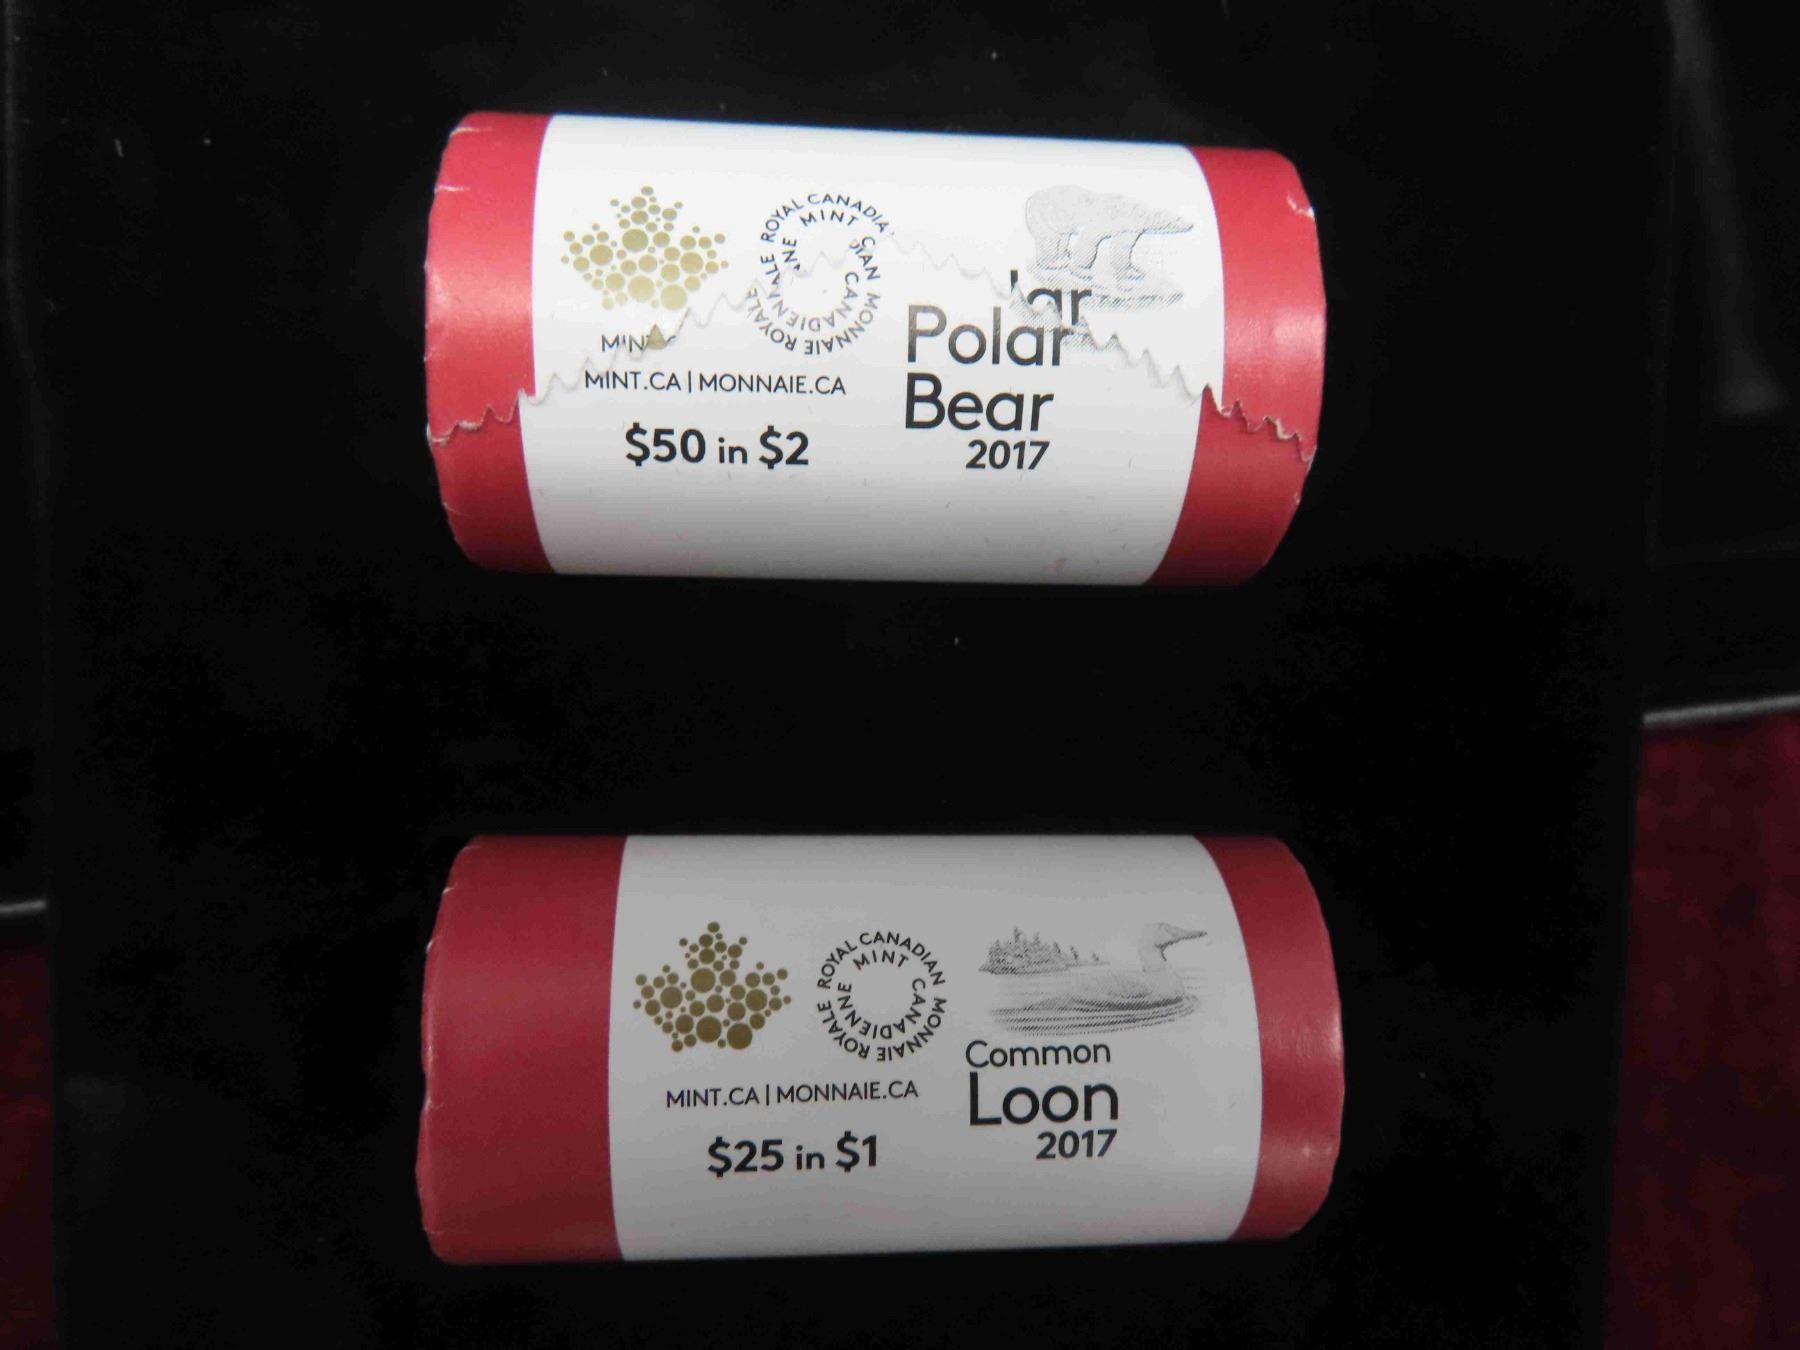 ROYAL CANADIAN MINT
MONNAIE ROYALE CANADIENNE
Polar
Bear
2017
MINT.CA | MONNAIE.CA
$50 in $2
ROYAL CANADIAN MINT
MONNAIE ROYALE CANADIENNE
Common
Loon
2017
MINT.CA | MONNAIE.CA
$25 in $1